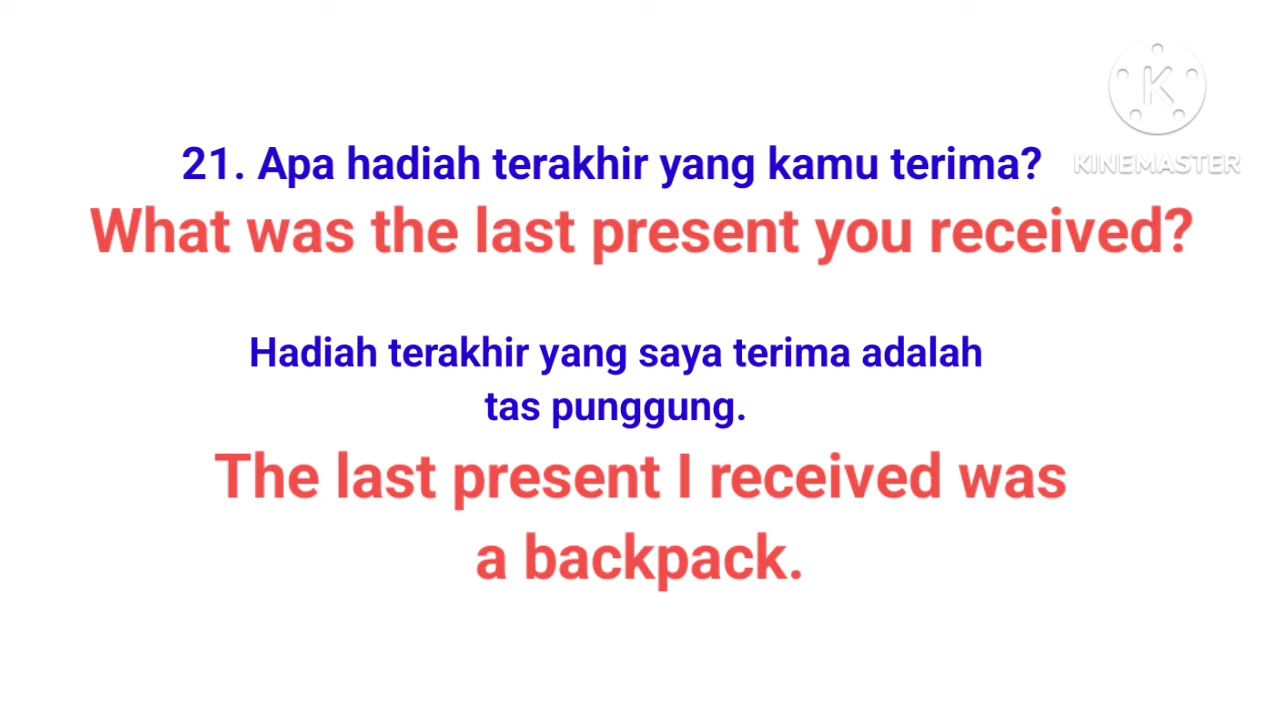 KINEMASTER
21. Apa hadiah terakhir yang kamu terima?
What was the last present you received?
Hadiah terakhir yang saya terima adalah
tas punggung.
The last present I received was
a backpack.